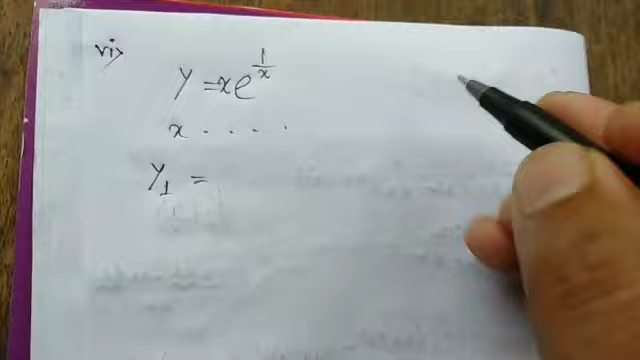 vi>
y = xe^{1/x}
x . . . .
y₁ =